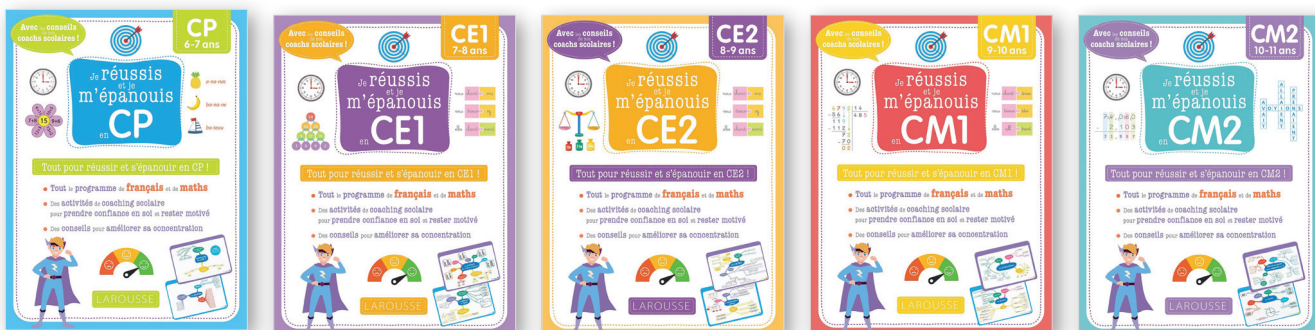 Avec les conseils
de nos
coachs scolaires !
CP
6-7 ans
Je réussis
et je
m'épanouis
en CP
a-na-nas
ba-na-ne
ba-teau
7+8 15 9+6
Tout pour réussir et s'épanouir en CP !
Tout le programme de français et de maths
Des activités de coaching scolaire
pour prendre confiance en soi et rester motivé
Des conseils pour améliorer sa concentration
LAROUSSE
Avec les conseils
de nos
coachs scolaires !
CE1
7-8 ans
Je réussis
et je
m'épanouis
en CE1
Tout pour réussir et s'épanouir en CE1 !
Tout le programme de français et de maths
Des activités de coaching scolaire
pour prendre confiance en soi et rester motivé
Des conseils pour améliorer sa concentration
LAROUSSE
Avec les conseils
de nos
coachs scolaires !
CE2
8-9 ans
Je réussis
et je
m'épanouis
en CE2
Tout pour réussir et s'épanouir en CE2 !
Tout le programme de français et de maths
Des activités de coaching scolaire
pour prendre confiance en soi et rester motivé
Des conseils pour améliorer sa concentration
LAROUSSE
Avec les conseils
de nos
coachs scolaires !
CM1
9-10 ans
Je réussis
et je
m'épanouis
en CM1
Tout pour réussir et s'épanouir en CM1 !
Tout le programme de français et de maths
Des activités de coaching scolaire
pour prendre confiance en soi et rester motivé
Des conseils pour améliorer sa concentration
LAROUSSE
Avec les conseils
de nos
coachs scolaires !
CM2
10-11 ans
Je réussis
et je
m'épanouis
en CM2
VOYIONS
Tout pour réussir et s'épanouir en CM2 !
Tout le programme de français et de maths
Des activités de coaching scolaire
pour prendre confiance en soi et rester motivé
Des conseils pour améliorer sa concentration
LAROUSSE